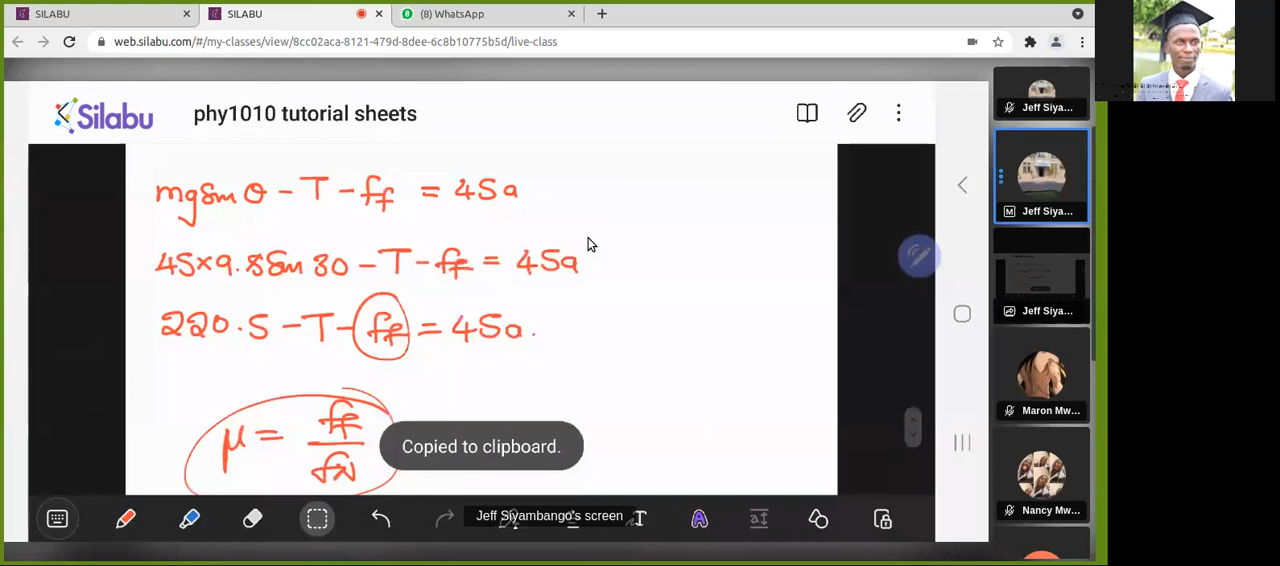 SILABU
SILABU
(8) WhatsApp
web.silabu.com/#/my-classes/view/8cc02aca-8121-479d-8dee-6c8b10775b5d/live-class
Silabu
phy1010 tutorial sheets
mg sin θ - T - ff = 45a
45×9.8 Sin 30 - T - ff = 45a
220.5 - T - ff = 45a.
μ = ff / fN
Copied to clipboard.
Jeff Siyambango's screen
Jeff Siya...
Jeff Siya...
Jeff Siya...
Maron Mw...
Nancy Mw...